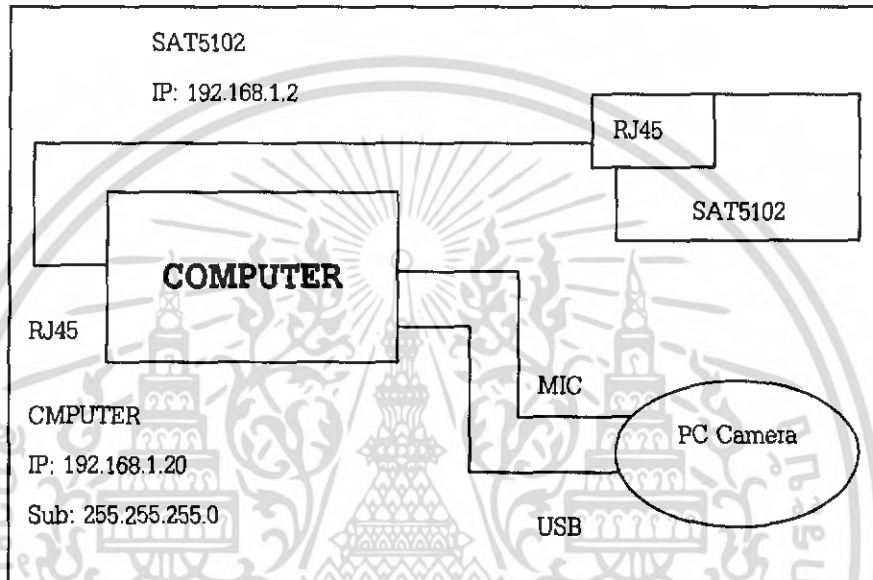 SAT5102
IP: 192.168.1.2
RJ45
SAT5102
COMPUTER
RJ45
MIC
PC Camera
CMPUTER
IP: 192.168.1.20
Sub: 255.255.255.0
USB